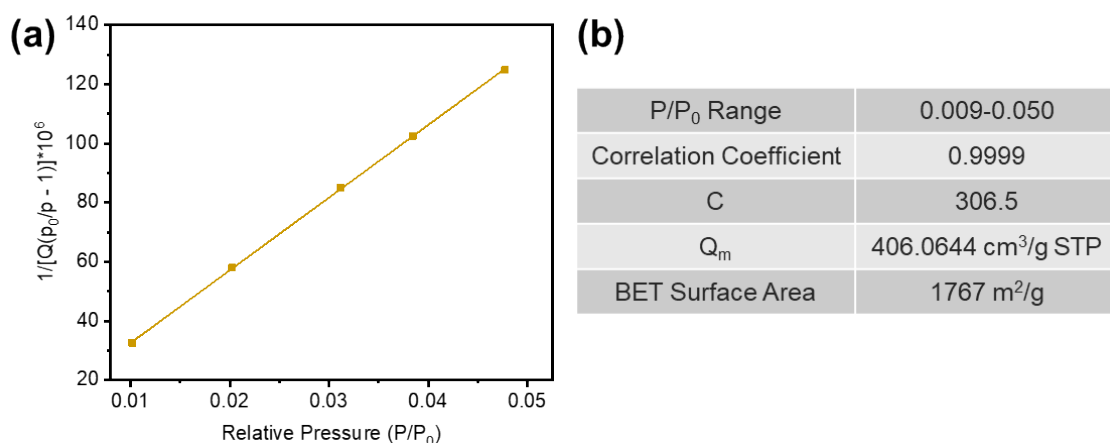 (a)
140
120
100
80
60
40
20
1/[Q(p₀/p - 1)]*10⁶
0.01 0.02 0.03 0.04 0.05
Relative Pressure (P/P₀)
(b)
P/P₀ Range 0.009-0.050
Correlation Coefficient 0.9999
C 306.5
Qₘ 406.0644 cm³/g STP
BET Surface Area 1767 m²/g